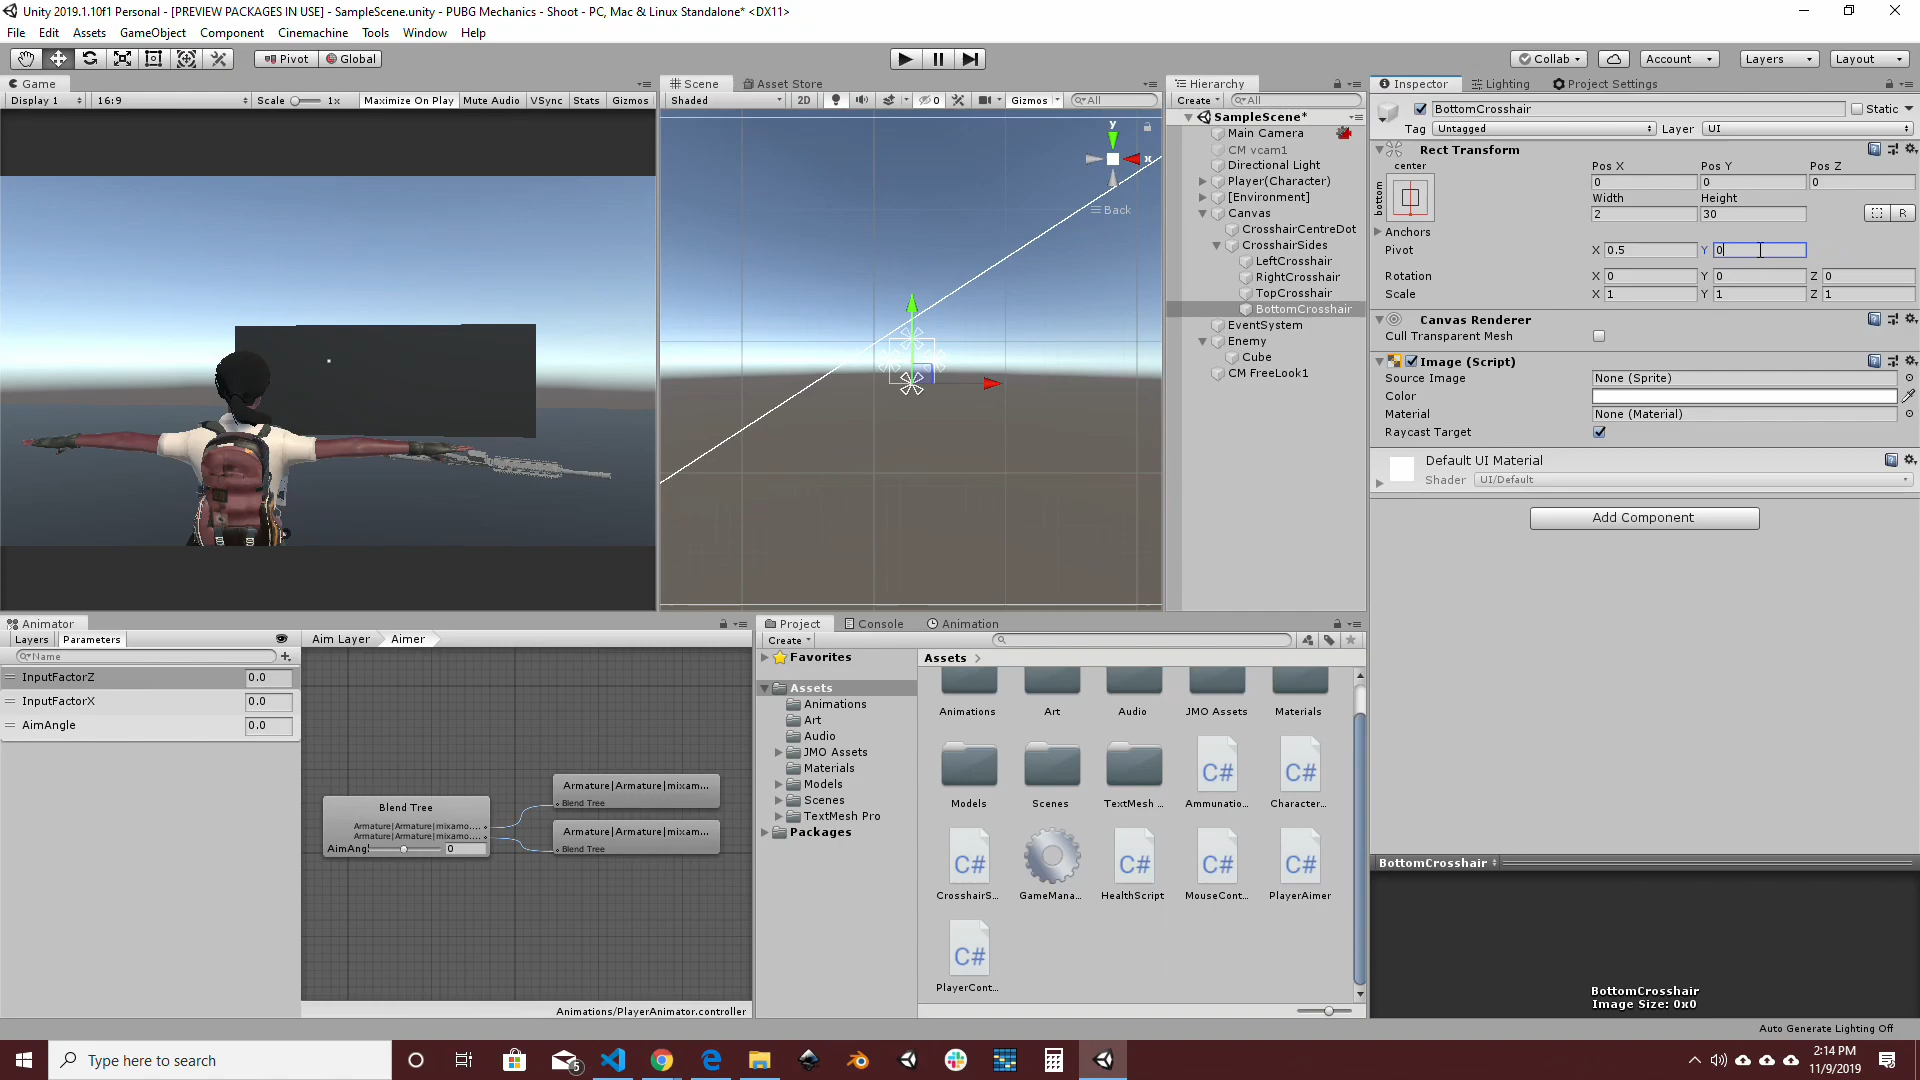 Unity 2019.1.10f1 Personal - [PREVIEW PACKAGES IN USE] - SampleScene.unity - PUBG Mechanics - Shoot - PC, Mac & Linux Standalone* <DX11>
File Edit Assets GameObject Component Cinemachine Tools Window Help
Pivot Global Collab Account Layers Layout
Game
Display 1 16:9 Scale 1x Maximize On Play Mute Audio VSync Stats Gizmos
Scene Asset Store
Shaded 2D 0 Gizmos All
y
x
Back
Hierarchy
Create All
SampleScene*
Main Camera
CM vcam1
Directional Light
Player(Character)
[Environment]
Canvas
CrosshairCentreDot
CrosshairSides
LeftCrosshair
RightCrosshair
TopCrosshair
BottomCrosshair
EventSystem
Enemy
Cube
CM FreeLook1
Inspector Lighting Project Settings
BottomCrosshair Static
Tag Untagged Layer UI
Rect Transform
center
bottom
Pos X Pos Y Pos Z
0 0 0
Width Height
2 30
R
Anchors
Pivot X 0.5 Y 0
Rotation X 0 Y 0 Z 0
Scale X 1 Y 1 Z 1
Canvas Renderer
Cull Transparent Mesh
Image (Script)
Source Image None (Sprite)
Color
Material None (Material)
Raycast Target
Default UI Material
Shader UI/Default
Add Component
BottomCrosshair
BottomCrosshair
Image Size: 0x0
Auto Generate Lighting Off
Animator
Layers Parameters
Name
InputFactorZ 0.0
InputFactorX 0.0
AimAngle 0.0
Aim Layer Aimer
Blend Tree
Armature|Armature|mixamo....
Armature|Armature|mixamo....
AimAngl 0
Armature|Armature|mixam...
Blend Tree
Armature|Armature|mixam...
Blend Tree
Animations/PlayerAnimator.controller
Project Console Animation
Create
Favorites
Assets
Animations
Art
Audio
JMO Assets
Materials
Models
Scenes
TextMesh Pro
Packages
Assets
Animations Art Audio JMO Assets Materials
C# C#
Models Scenes TextMesh ... Ammunatio... Character...
C# C# C# C#
CrosshairS... GameMana... HealthScript MouseCont... PlayerAimer
C#
PlayerCont...
Type here to search
5
2:14 PM
11/9/2019